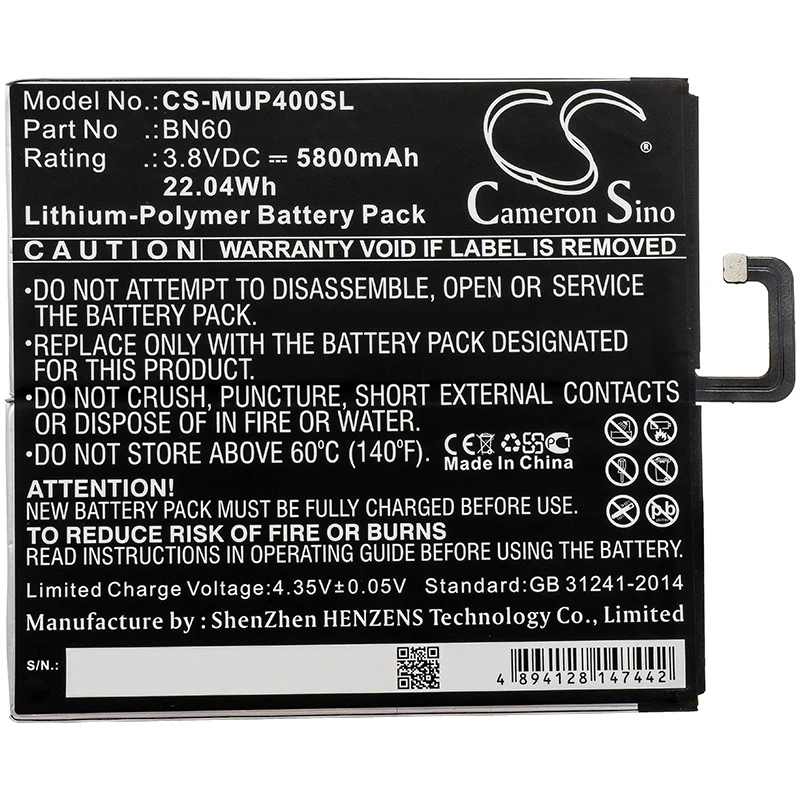 Model No.:CS-MUP400SL
Part No .:BN60
Rating .:3.8VDC ⎓ 5800mAh
22.04Wh
Lithium-Polymer Battery Pack
CS
®
Cameron Sino
CAUTION WARRANTY VOID IF LABEL IS REMOVED
•DO NOT ATTEMPT TO DISASSEMBLE, OPEN OR SERVICE
THE BATTERY PACK.
•REPLACE ONLY WITH THE BATTERY PACK DESIGNATED
FOR THIS PRODUCT.
•DO NOT CRUSH, PUNCTURE, SHORT EXTERNAL CONTACTS
OR DISPOSE OF IN FIRE OR WATER.
•DO NOT STORE ABOVE 60°C (140°F).
CE PCT
Made In China
Pb
ATTENTION!
NEW BATTERY PACK MUST BE FULLY CHARGED BEFORE USE.
TO REDUCE RISK OF FIRE OR BURNS
READ INSTRUCTIONS IN OPERATING GUIDE BEFORE USE.
Limited Charge Voltage:4.35V±0.05V Standard:GB 31241-2014
Manufacture by : ShenZhen HENZENS Technology Co.,Limited
S/N.:
4 894128 147442